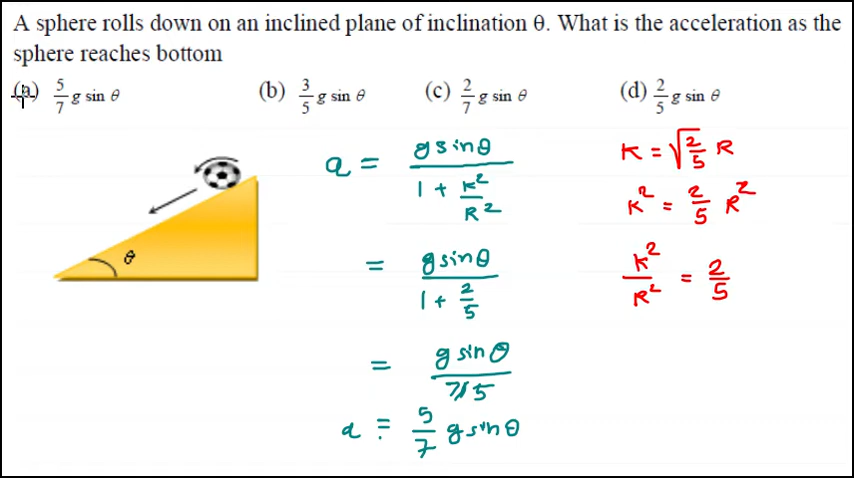 A sphere rolls down on an inclined plane of inclination θ. What is the acceleration as the
sphere reaches bottom
(a) 5/7 g sin θ (b) 3/5 g sin θ (c) 2/7 g sin θ (d) 2/5 g sin θ
a = g sinθ / (1 + K²/R²)
= g sinθ / (1 + 2/5)
= g sinθ / 7/5
a = 5/7 g sinθ
K = √(2/5) R
K² = 2/5 R²
K²/R² = 2/5
θ